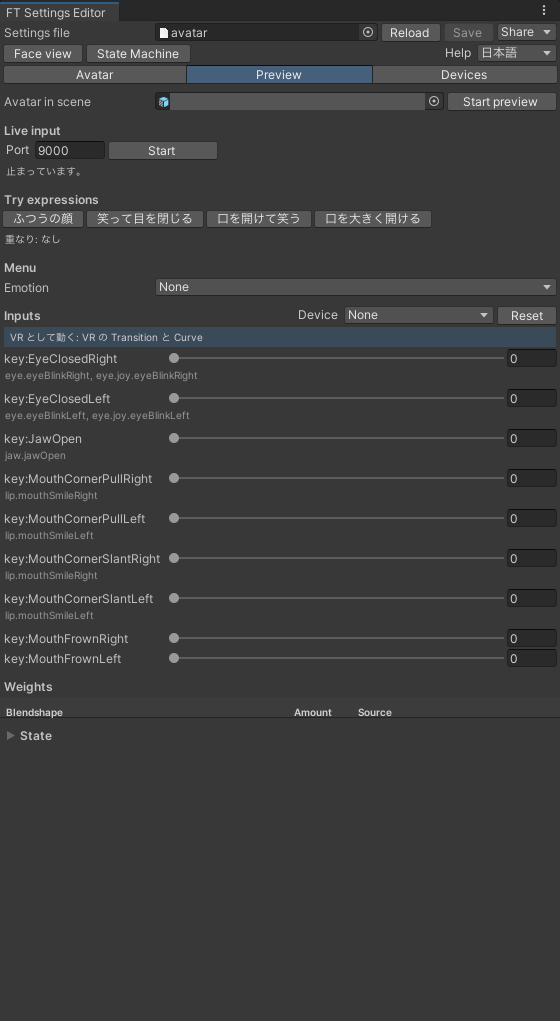 FT Settings Editor
Settings file avatar Reload Save Share
Face view State Machine Help 日本語
Avatar Preview Devices
Avatar in scene Start preview
Live input
Port 9000 Start
止まっています。
Try expressions
ふつうの顔 笑って目を閉じる 口を開けて笑う 口を大きく開ける
重なり: なし
Menu
Emotion None
Inputs Device None Reset
VR として動く: VR の Transition と Curve
key:EyeClosedRight 0
eye.eyeBlinkRight, eye.joy.eyeBlinkRight
key:EyeClosedLeft 0
eye.eyeBlinkLeft, eye.joy.eyeBlinkLeft
key:JawOpen 0
jaw.jawOpen
key:MouthCornerPullRight 0
lip.mouthSmileRight
key:MouthCornerPullLeft 0
lip.mouthSmileLeft
key:MouthCornerSlantRight 0
lip.mouthSmileRight
key:MouthCornerSlantLeft 0
lip.mouthSmileLeft
key:MouthFrownRight 0
key:MouthFrownLeft 0
Weights
Blendshape Amount Source
State